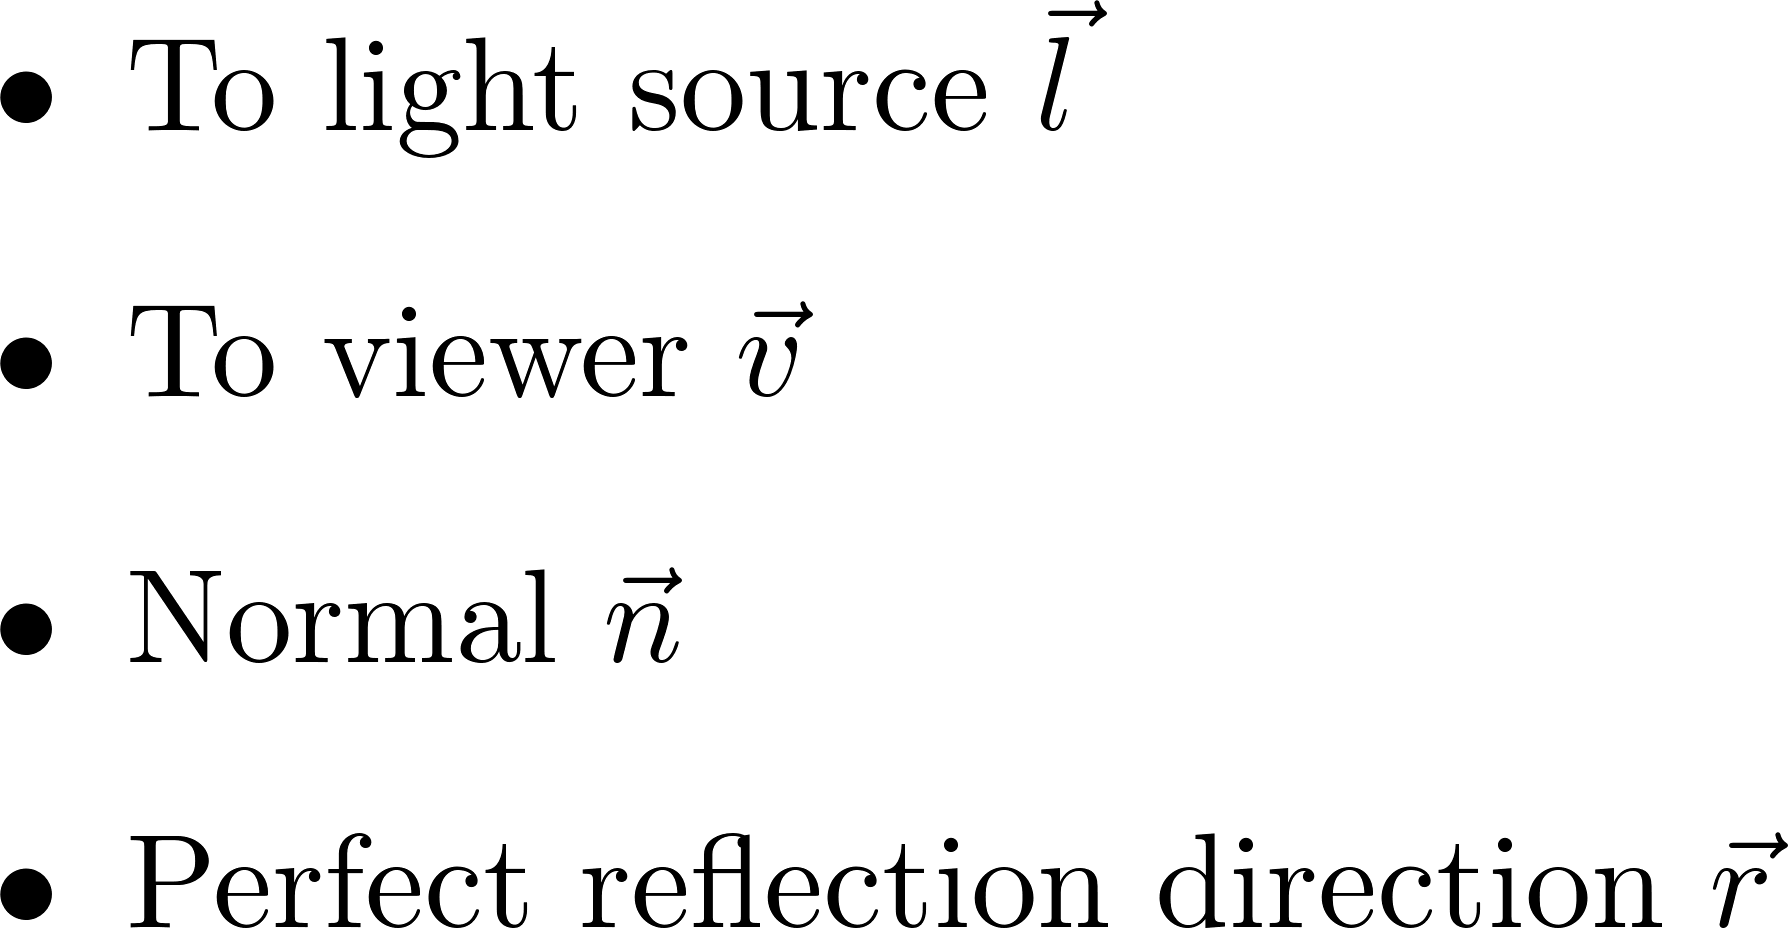 • To light source $\vec{l}$
• To viewer $\vec{v}$
• Normal $\vec{n}$
• Perfect reflection direction $\vec{r}$